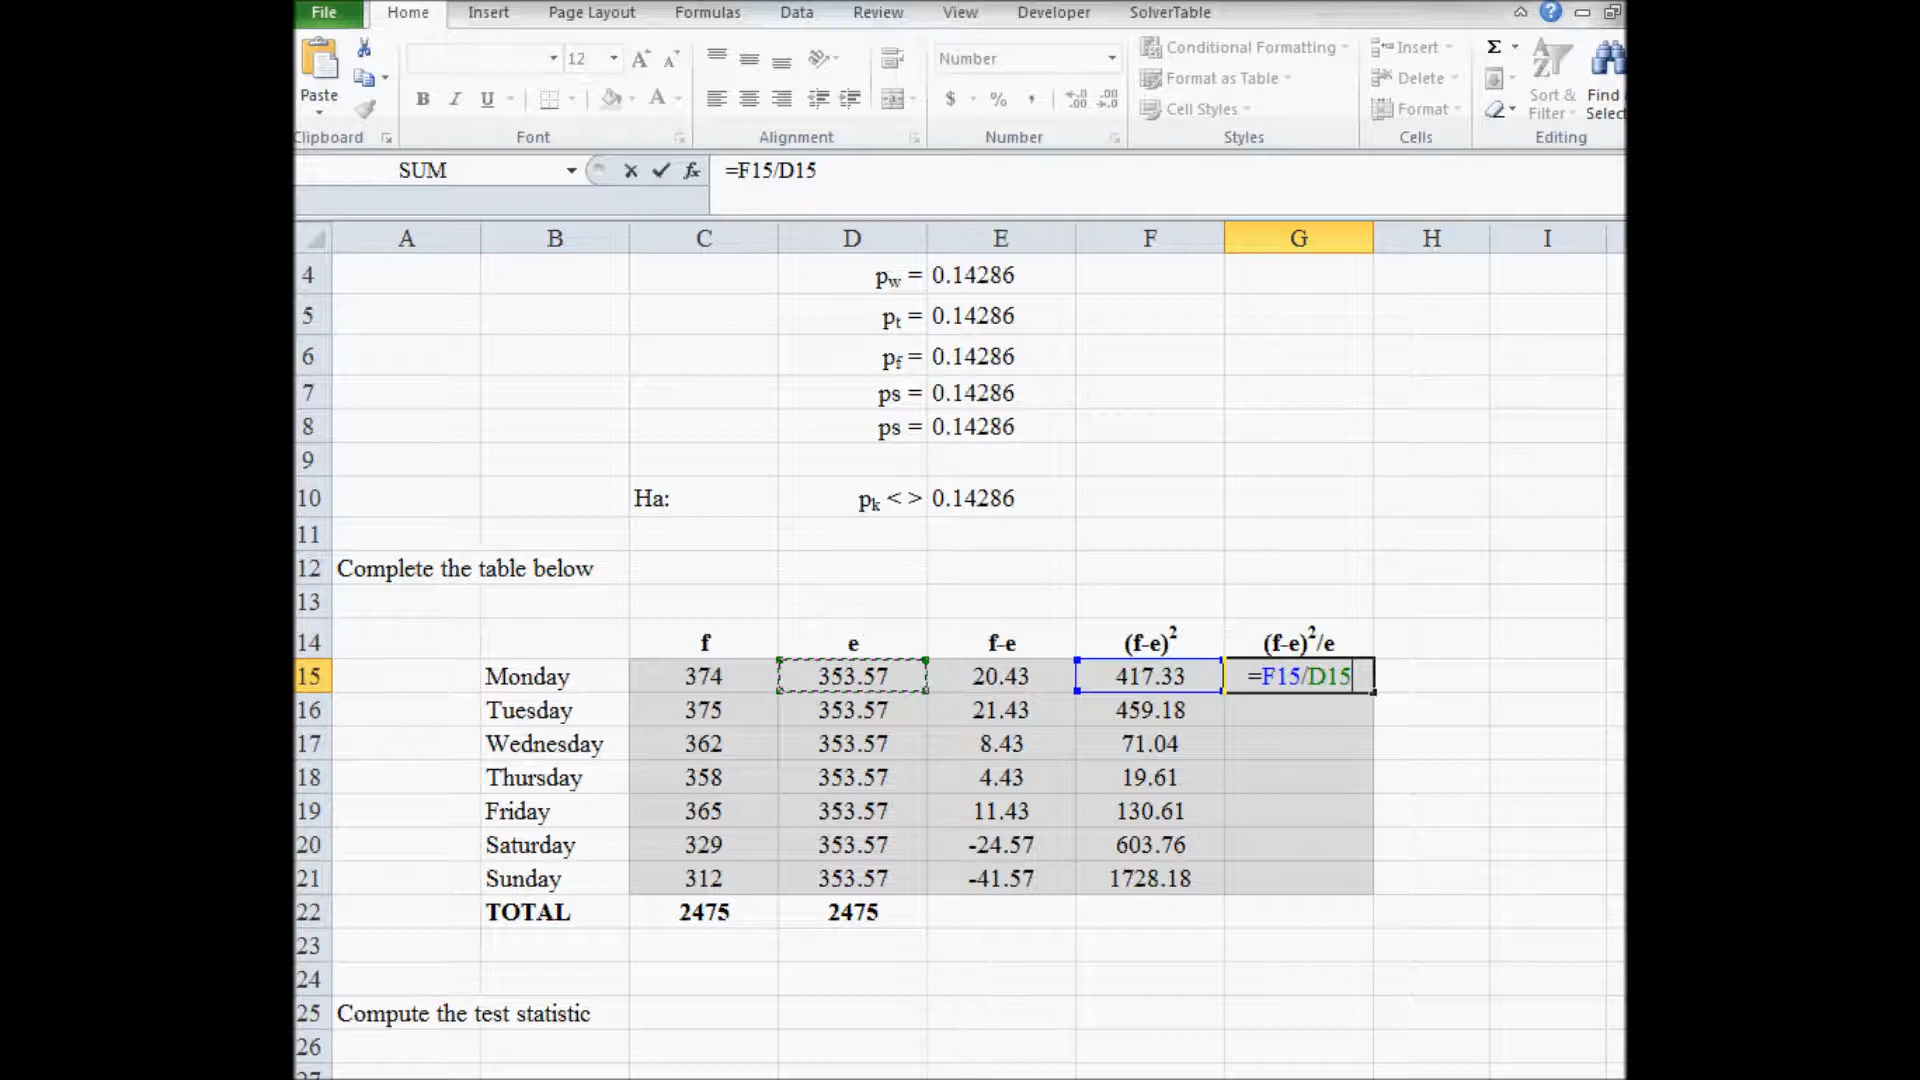 File Home Insert Page Layout Formulas Data Review View Developer SolverTable
12 A A Number Conditional Formatting Insert Σ
Format as Table Delete
Paste B I U A $ % , Cell Styles Format Sort & Filter Find Selec
Clipboard Font Alignment Number Styles Cells Editing
SUM fx =F15/D15
A B C D E F G H I
4 pw = 0.14286
5 pt = 0.14286
6 pf = 0.14286
7 ps = 0.14286
8 ps = 0.14286
9
10 Ha: pk < > 0.14286
11
12 Complete the table below
13
14 f e f-e (f-e)² (f-e)²/e
15 Monday 374 353.57 20.43 417.33 =F15/D15
16 Tuesday 375 353.57 21.43 459.18
17 Wednesday 362 353.57 8.43 71.04
18 Thursday 358 353.57 4.43 19.61
19 Friday 365 353.57 11.43 130.61
20 Saturday 329 353.57 -24.57 603.76
21 Sunday 312 353.57 -41.57 1728.18
22 TOTAL 2475 2475
23
24
25 Compute the test statistic
26
27